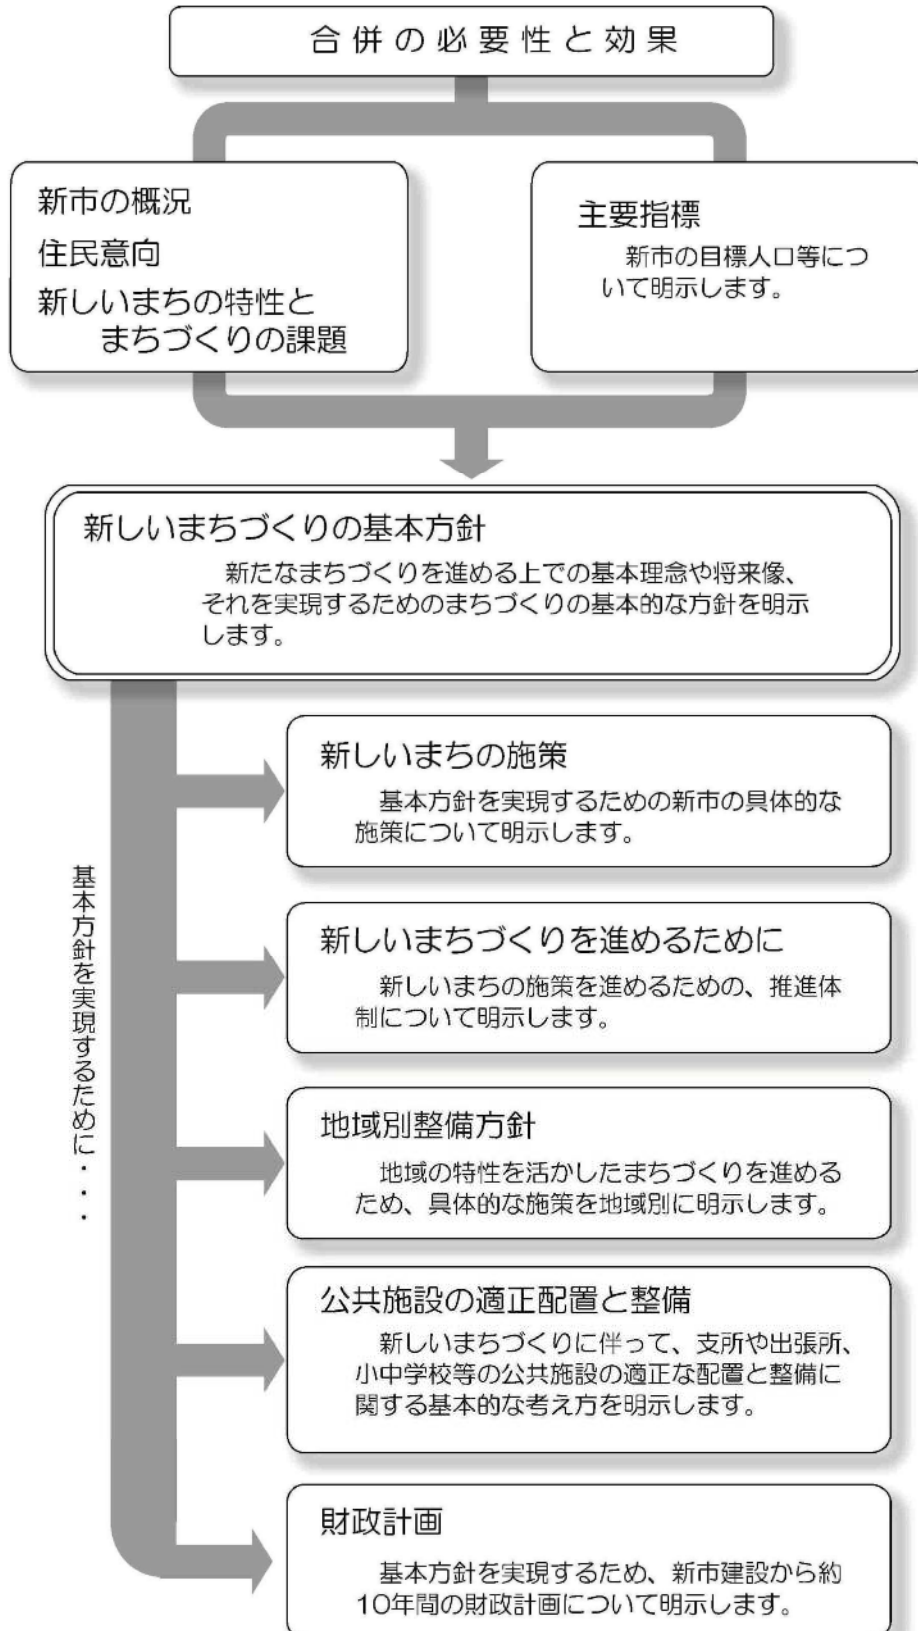 合併の必要性と効果
新市の概況
住民意向
新しいまちの特性と
まちづくりの課題
主要指標
新市の目標人口等につ
いて明示します。
新しいまちづくりの基本方針
新たなまちづくりを進める上での基本理念や将来像、
それを実現するためのまちづくりの基本的な方針を明示
します。
基本方針を実現するために・・・
新しいまちの施策
基本方針を実現するための新市の具体的な
施策について明示します。
新しいまちづくりを進めるために
新しいまちの施策を進めるための、推進体
制について明示します。
地域別整備方針
地域の特性を活かしたまちづくりを進める
ため、具体的な施策を地域別に明示します。
公共施設の適正配置と整備
新しいまちづくりに伴って、支所や出張所、
小中学校等の公共施設の適正な配置と整備に
関する基本的な考え方を明示します。
財政計画
基本方針を実現するため、新市建設から約
10年間の財政計画について明示します。